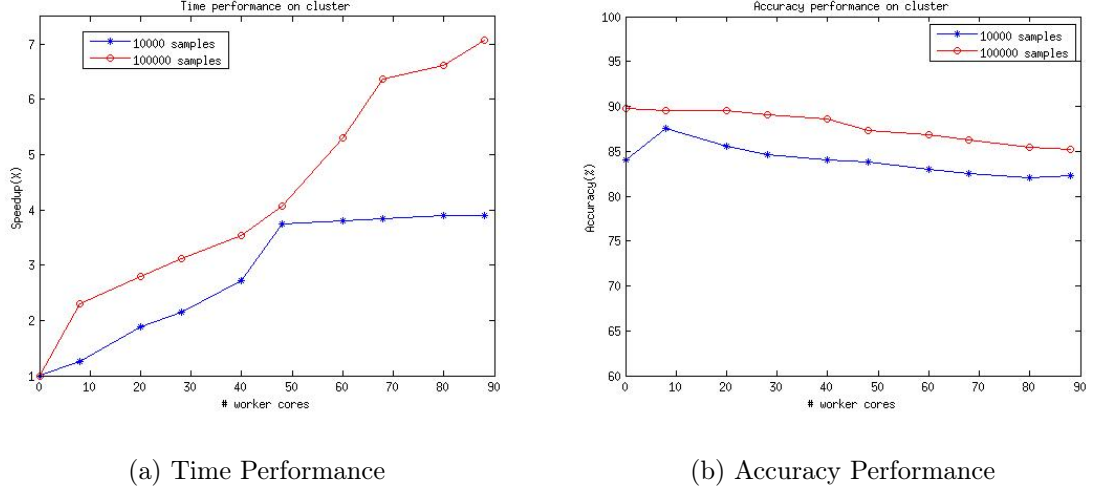 Time performance on cluster
10000 samples
100000 samples
7
6
5
4
3
2
1
Speedup(%)
0 10 20 30 40 50 60 70 80 90
# worker cores
(a) Time Performance
Accuracy performance on cluster
10000 samples
100000 samples
100
95
90
85
80
75
70
65
60
Accuracy(%)
0 10 20 30 40 50 60 70 80 90
# worker cores
(b) Accuracy Performance